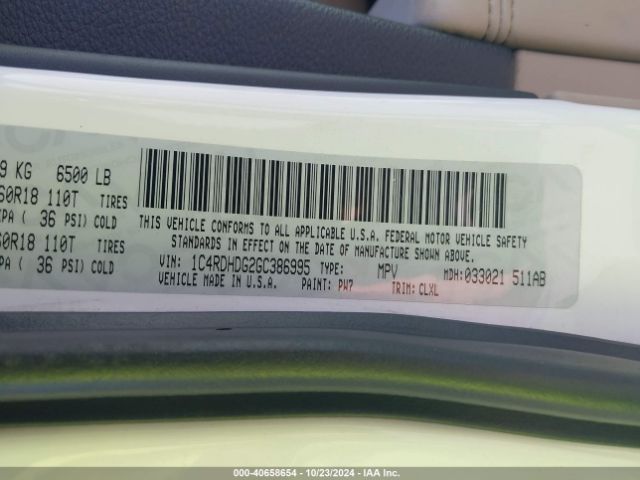 9 KG 6500 LB
60R18 110T TIRES
KPA ( 36 PSI) COLD
60R18 110T TIRES
KPA ( 36 PSI) COLD
THIS VEHICLE CONFORMS TO ALL APPLICABLE U.S.A. FEDERAL MOTOR VEHICLE SAFETY
STANDARDS IN EFFECT ON THE DATE OF MANUFACTURE SHOWN ABOVE.
VIN: 1C4RDHDG2GC386995 TYPE: MPV MDH: 033021 511AB
VEHICLE MADE IN U.S.A. PAINT: PW7 TRIM: CLXL
000-40658654 - 10/23/2024 - IAA Inc.